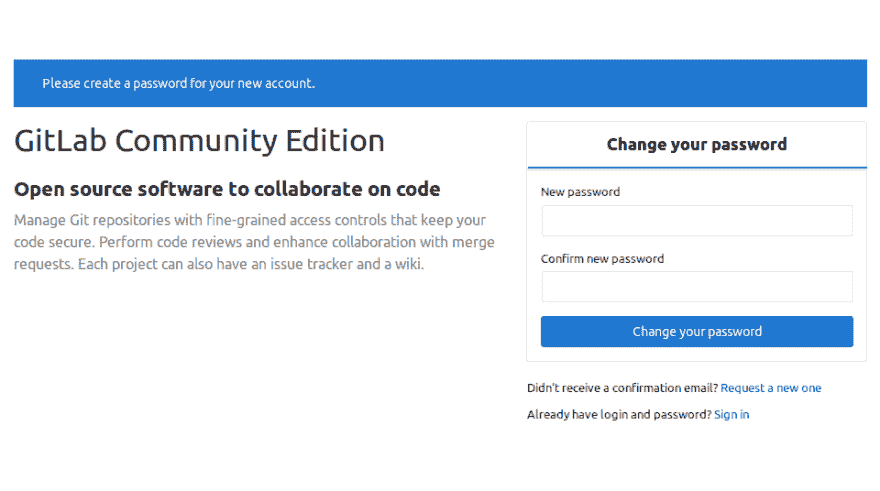 Please create a password for your new account.
GitLab Community Edition
Open source software to collaborate on code
Manage Git repositories with fine-grained access controls that keep your
code secure. Perform code reviews and enhance collaboration with merge
requests. Each project can also have an issue tracker and a wiki.
Change your password
New password
Confirm new password
Change your password
Didn't receive a confirmation email? Request a new one
Already have login and password? Sign in